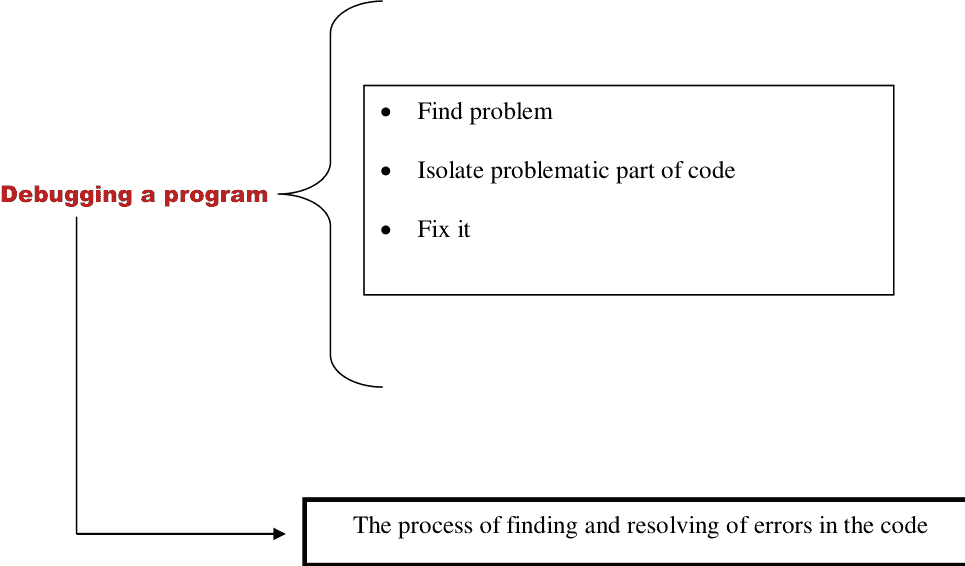 Debugging a program
• Find problem
• Isolate problematic part of code
• Fix it
The process of finding and resolving of errors in the code